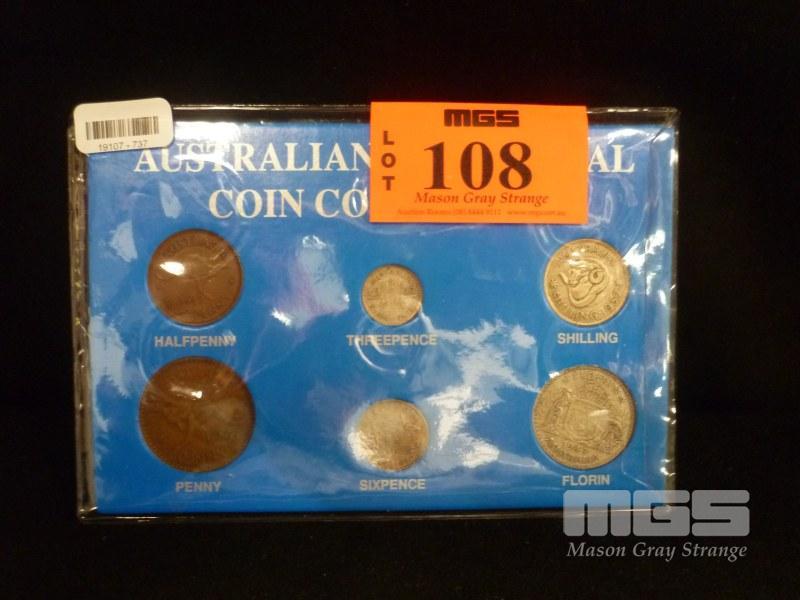 19107 - 737
MGS
LOT
108
Mason Gray Strange
AUSTRALIAN AL
COIN CO
HALFPENNY
THREEPENCE
SHILLING
PENNY
SIXPENCE
FLORIN
MGS
Mason Gray Strange